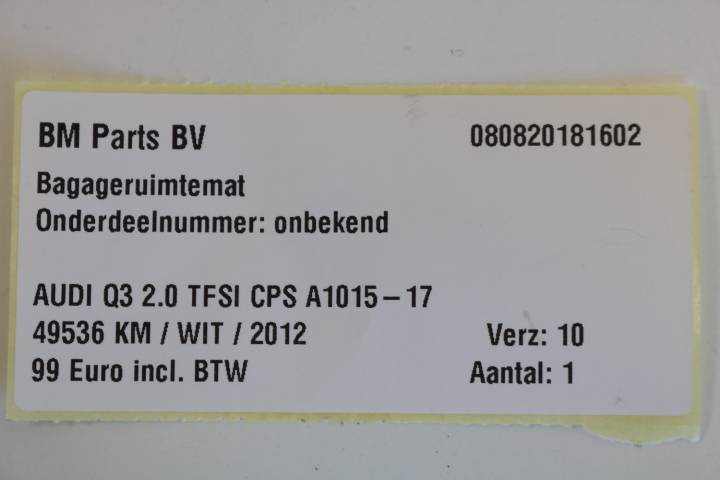 BM Parts BV 080820181602
Bagageruimtemat
Onderdeelnummer: onbekend
AUDI Q3 2.0 TFSI CPS A1015-17
49536 KM / WIT / 2012 Verz: 10
99 Euro incl. BTW Aantal: 1